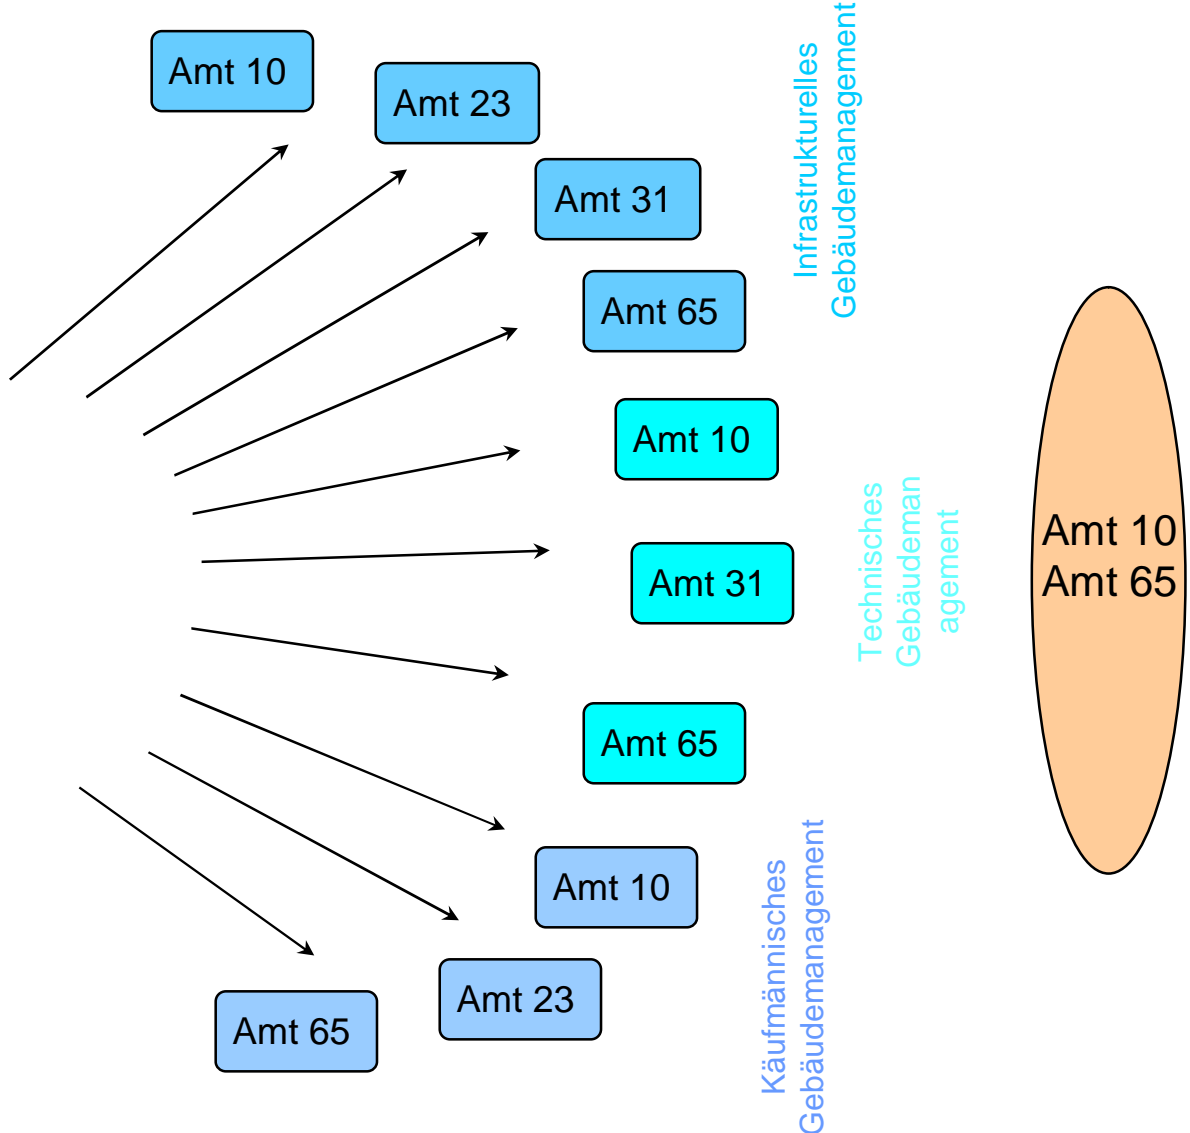 Amt 10
Amt 23
Amt 31
Amt 65
Infrastrukturelles
Gebäudemanagement
Amt 10
Amt 31
Amt 65
Technisches
Gebäudeman
agement
Amt 10
Amt 23
Amt 65
Käufmännisches
Gebäudemanagement
Amt 10
Amt 65